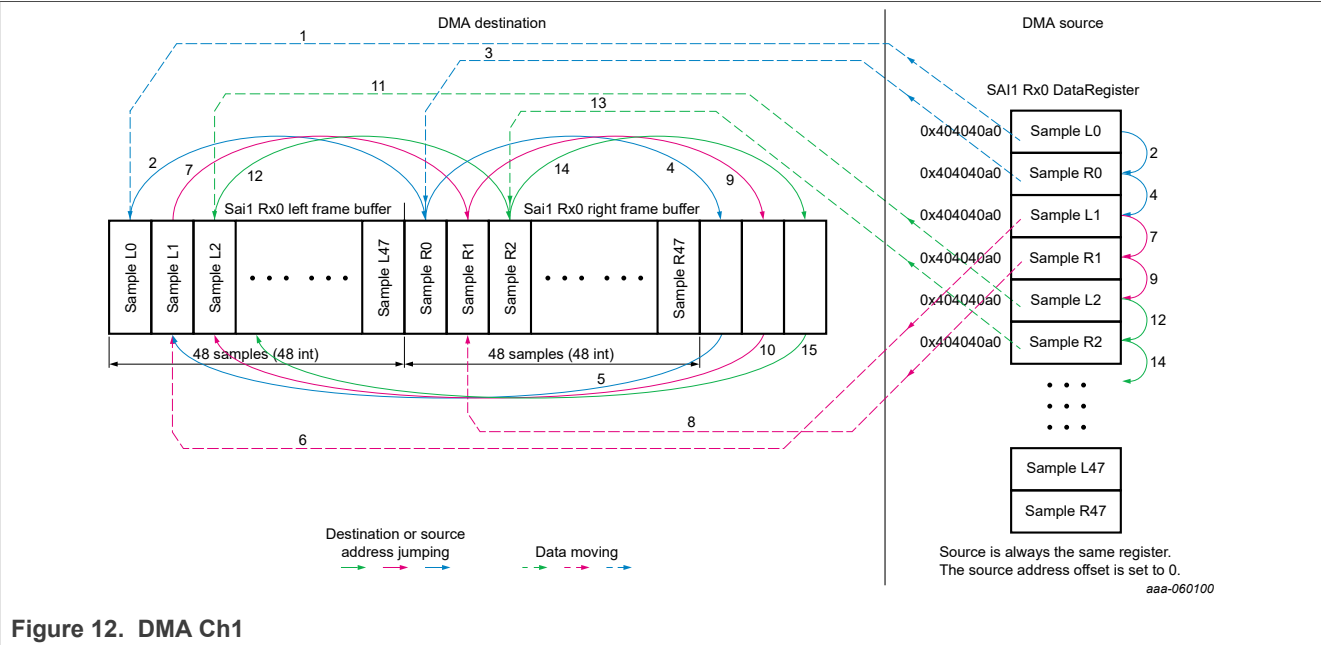 DMA destination
DMA source
1
3
11
13
SAI1 Rx0 DataRegister
0x404040a0
Sample L0
2
0x404040a0
Sample R0
4
0x404040a0
Sample L1
7
0x404040a0
Sample R1
9
0x404040a0
Sample L2
12
0x404040a0
Sample R2
14
2
7
12
14
4
9
Sai1 Rx0 left frame buffer
Sai1 Rx0 right frame buffer
Sample L0
Sample L1
Sample L2
Sample L47
Sample R0
Sample R1
Sample R2
Sample R47
48 samples (48 int)
48 samples (48 int)
10
15
5
8
6
Sample L47
Sample R47
Destination or source
address jumping
Data moving
Source is always the same register.
The source address offset is set to 0.
aaa-060100
Figure 12. DMA Ch1